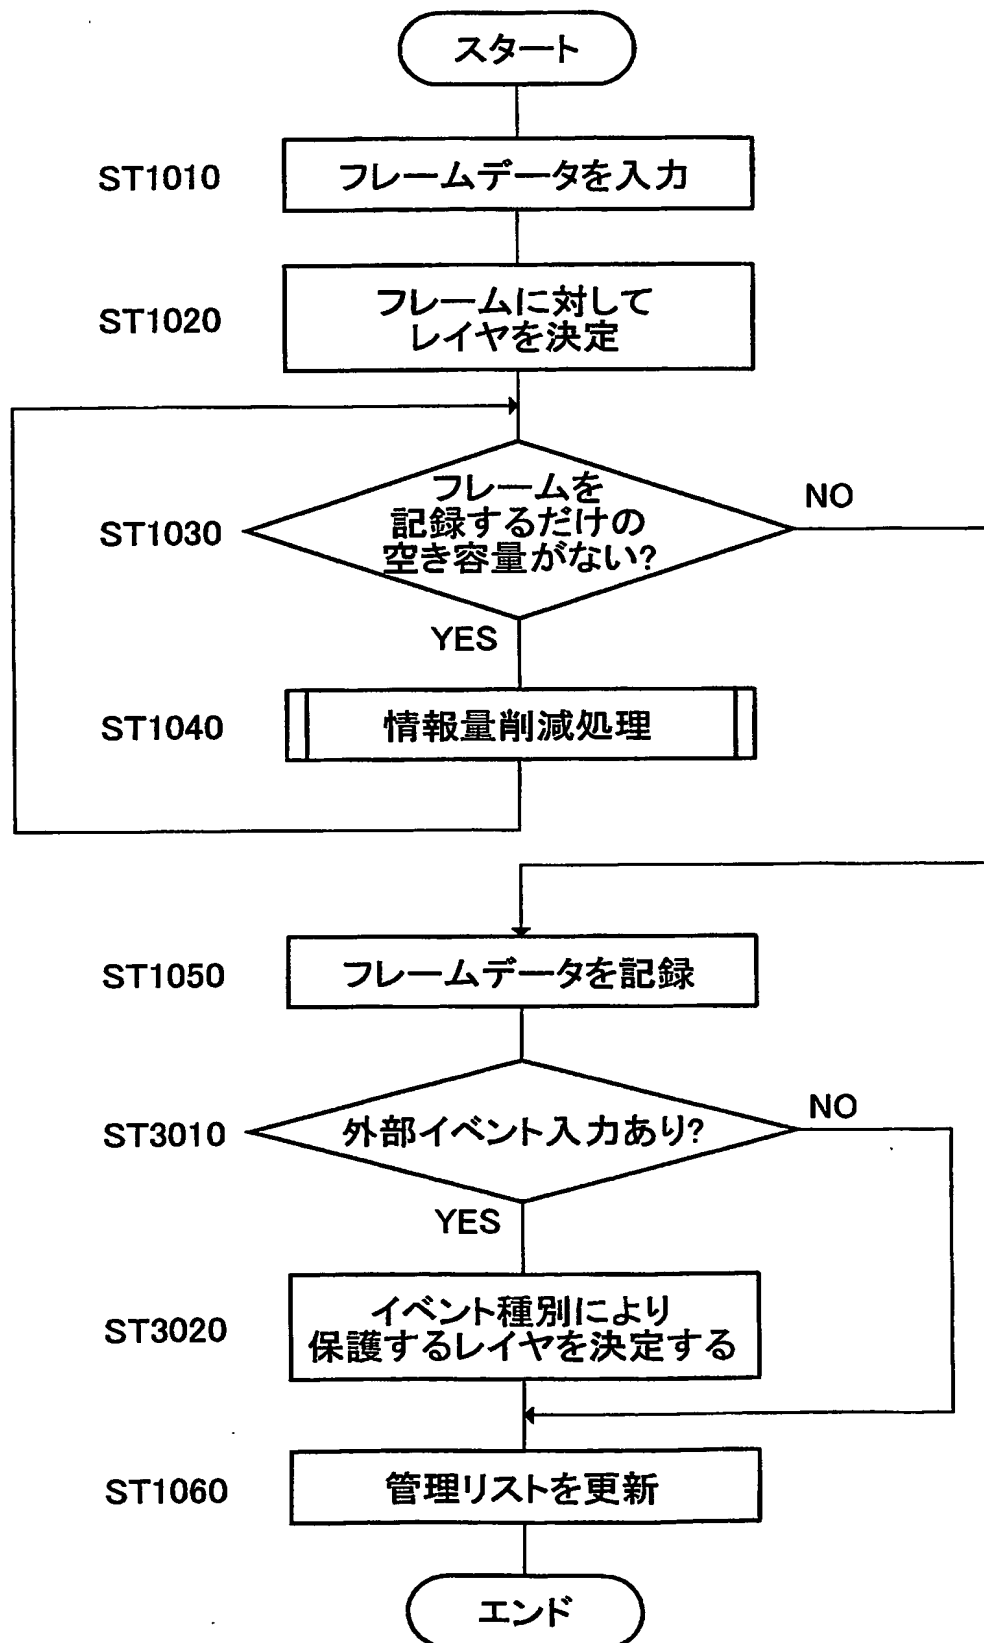 スタート
ST1010
フレームデータを入力
ST1020
フレームに対して
レイヤを決定
ST1030
フレームを
記録するだけの
空き容量がない?
NO
YES
ST1040
情報量削減処理
ST1050
フレームデータを記録
ST3010
外部イベント入力あり?
NO
YES
ST3020
イベント種別により
保護するレイヤを決定する
ST1060
管理リストを更新
エンド